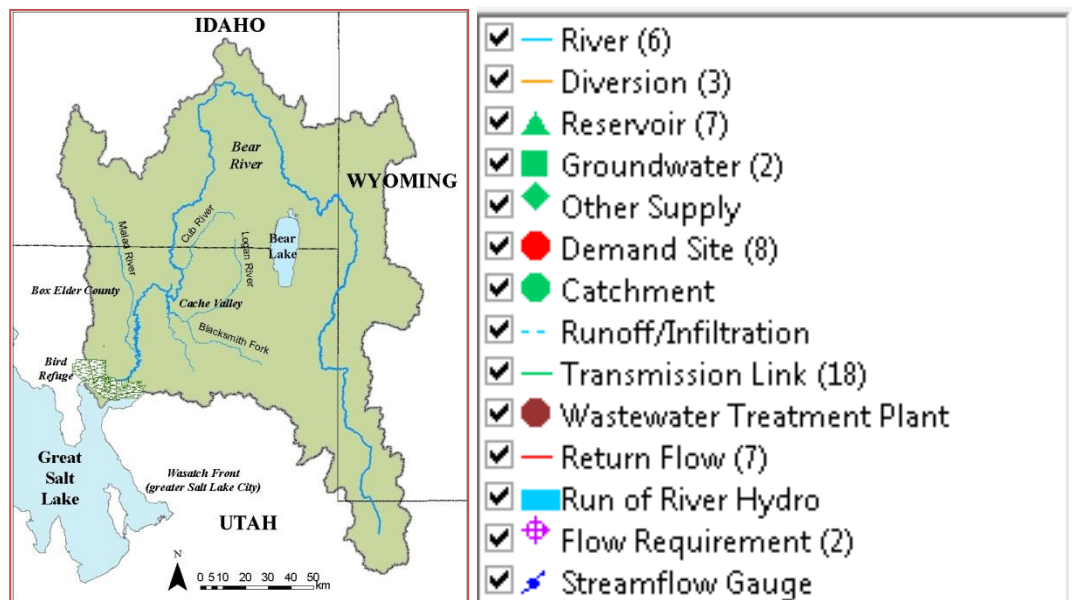 IDAHO
Bear
River
WYOMING
Malad River
Cub River
Logan River
Bear
Lake
Box Elder County
Cache Valley
Blacksmith Fork
Bird
Refuge
Great
Salt
Lake
Wasatch Front
(greater Salt Lake City)
UTAH
N
0 5 10 20 30 40 50
km
River (6)
Diversion (3)
Reservoir (7)
Groundwater (2)
Other Supply
Demand Site (8)
Catchment
Runoff/Infiltration
Transmission Link (18)
Wastewater Treatment Plant
Return Flow (7)
Run of River Hydro
Flow Requirement (2)
Streamflow Gauge